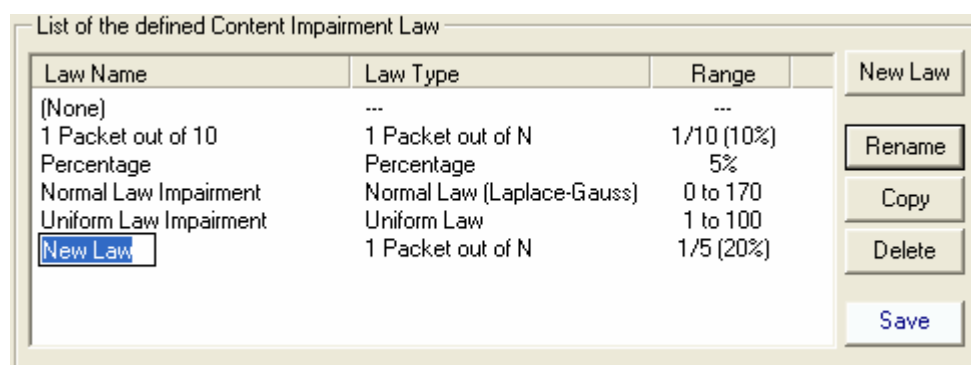 List of the defined Content Impairment Law
Law Name Law Type Range New Law
(None) --- ---
1 Packet out of 10 1 Packet out of N 1/10 (10%)
Rename
Percentage Percentage 5%
Normal Law Impairment Normal Law (Laplace-Gauss) 0 to 170
Copy
Uniform Law Impairment Uniform Law 1 to 100
New Law 1 Packet out of N 1/5 (20%)
Delete
Save